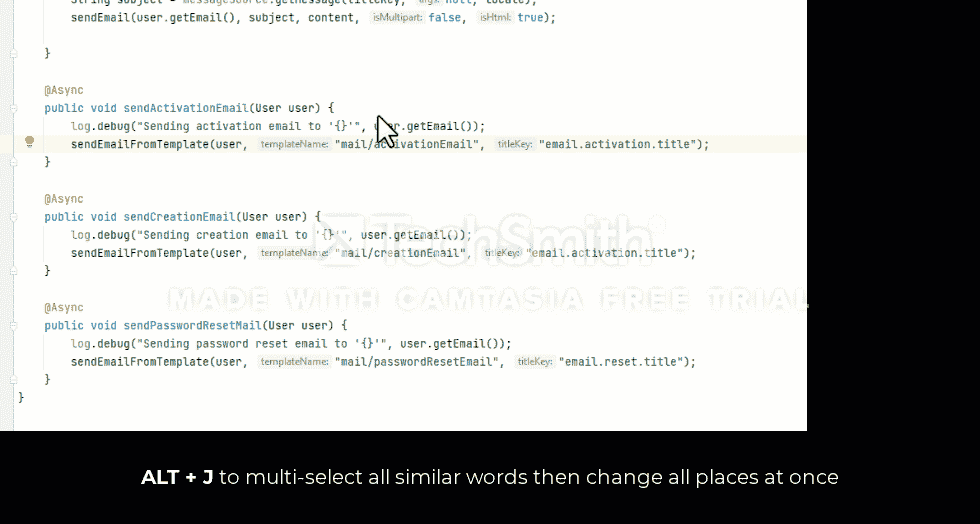 String subject = messageSource.getMessage(titleKey, args: null, locale);
sendEmail(user.getEmail(), subject, content, isMultipart: false, isHtml: true);
}
@Async
public void sendActivationEmail(User user) {
log.debug("Sending activation email to '{}'", user.getEmail());
sendEmailFromTemplate(user, templateName: "mail/activationEmail", titleKey: "email.activation.title");
}
@Async
public void sendCreationEmail(User user) {
log.debug("Sending creation email to '{}'", user.getEmail());
sendEmailFromTemplate(user, templateName: "mail/creationEmail", titleKey: "email.activation.title");
}
TechSmith
MADE WITH CAMTASIA FREE TRIAL
@Async
public void sendPasswordResetMail(User user) {
log.debug("Sending password reset email to '{}'", user.getEmail());
sendEmailFromTemplate(user, templateName: "mail/passwordResetEmail", titleKey: "email.reset.title");
}
}
ALT + J to multi-select all similar words then change all places at once